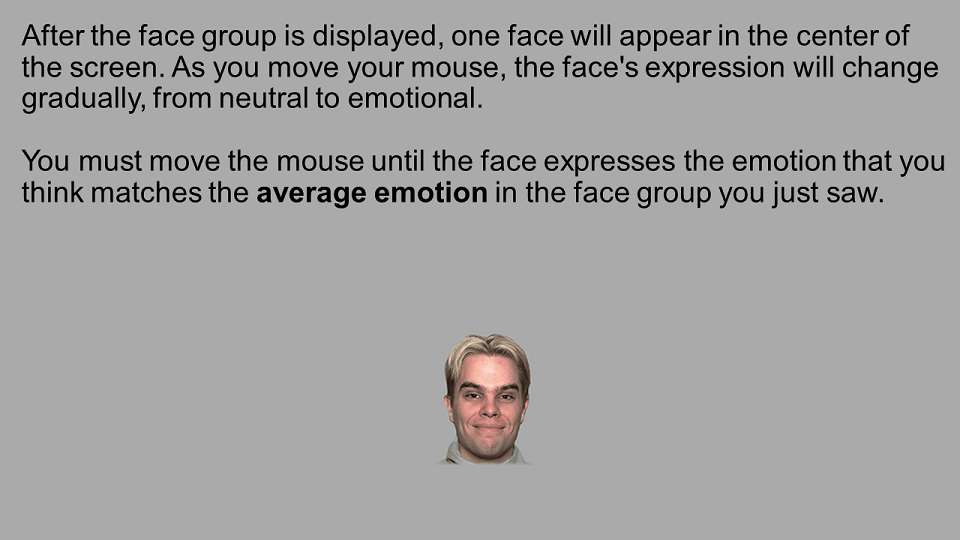 After the face group is displayed, one face will appear in the center of
the screen. As you move your mouse, the face's expression will change
gradually, from neutral to emotional.
You must move the mouse until the face expresses the emotion that you
think matches the average emotion in the face group you just saw.